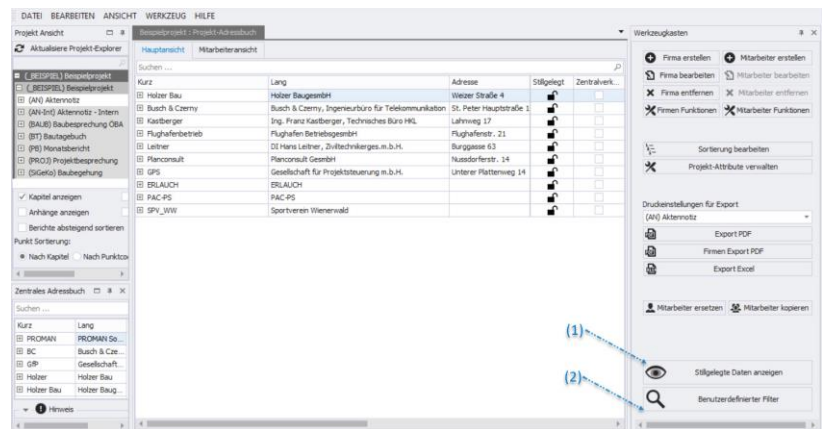 DATEI BEARBEITEN ANSICHT WERKZEUG HILFE
Projekt Ansicht
Aktualisiere Projekt-Explorer
(_BEISPIEL) Beispielprojekt
(_BEISPIEL) Beispielprojekt
(AN) Aktennotiz
(AN-Int) Aktennotiz - Intern
(BAUB) Baubesprechung ÖBA
(BT) Bautagebuch
(PB) Monatsbericht
(PROJ) Projektbesprechung
(SiGeKo) Baubegehung
Kapitel anzeigen
Anhänge anzeigen
Berichte absteigend sortieren
Punkt Sortierung:
Nach Kapitel Nach Punktco
Zentrales Adressbuch
Suchen ...
Kurz Lang
PROMAN PROMAN So...
BC Busch & Cze...
GfP Gesellschaft...
Holzer Holzer Bau
Holzer Bau Holzer Baug...
Hinweis
Beispielprojekt : Projekt-Adressbuch
Hauptansicht Mitarbeiteransicht
Suchen ...
Kurz Lang Adresse Stillgelegt Zentralverk...
Holzer Bau Holzer BaugesmbH Weizer Straße 4
Busch & Czerny Busch & Czerny, Ingenieurbüro für Telekommunikation St. Peter Hauptstraße 1
Kastberger Ing. Franz Kastberger, Technisches Büro HKL Lahnweg 17
Flughafenbetrieb Flughafen BetriebsgesmbH Flughafenstr. 21
Leitner DI Hans Leitner, Ziviltechnikerges.m.b.H. Burggasse 63
Planconsult Planconsult GesmbH Nussdorferstr. 14
GPS Gesellschaft für Projektsteuerung m.b.H. Unterer Plattenweg 14
ERLAUCH ERLAUCH
PAC-PS PAC-PS
SPV_WW Sportverein Wienerwald
Werkzeugkasten
Firma erstellen Mitarbeiter erstellen
Firma bearbeiten Mitarbeiter bearbeiten
Firma entfernen Mitarbeiter entfernen
Firmen Funktionen Mitarbeiter Funktionen
Sortierung bearbeiten
Projekt-Attribute verwalten
Druckeinstellungen für Export
(AN) Aktennotiz
Export PDF
Firmen Export PDF
Export Excel
Mitarbeiter ersetzen Mitarbeiter kopieren
(1)
Stillgelegte Daten anzeigen
(2)
Benutzerdefinierter Filter